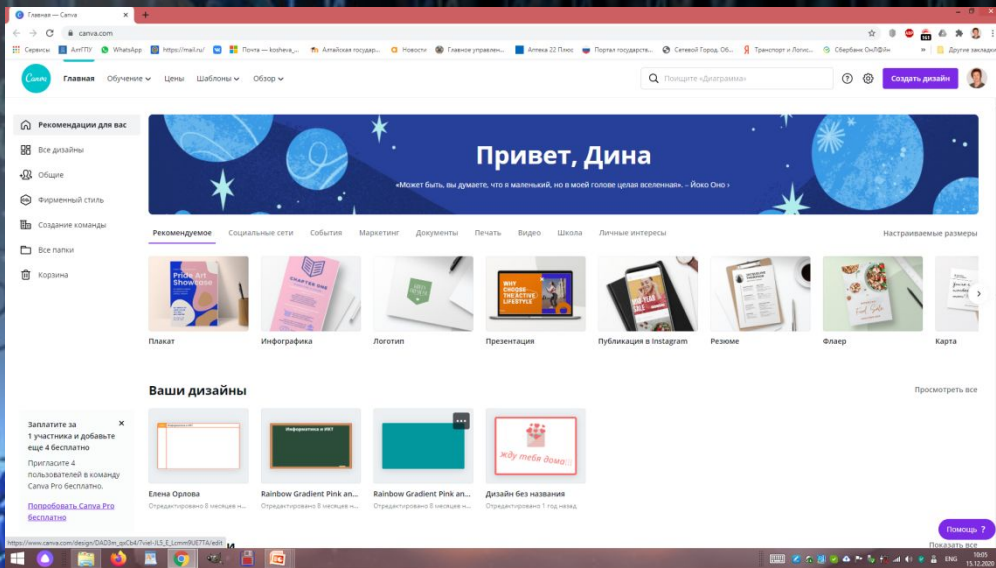 Главная — Canva
canva.com
Сервисы АлтГПУ WhatsApp https://mail.ru/ Почта — kosheva_... Алтайская государ... Новости Главное управлен... Аптека 22 Плюс Портал государств... Сетевой Город. Об... Транспорт и Логис... Сбербанк ОнЛ@йн » Другие закладки
Canva Главная Обучение Цены Шаблоны Обзор Поищите «Диаграмма» Создать дизайн
Рекомендации для вас
Все дизайны
Общие
Фирменный стиль
Создание команды
Все папки
Корзина
Привет, Дина
«Может быть, вы думаете, что я маленький, но в моей голове целая вселенная». – Йоко Оно ›
Рекомендуемое Социальные сети События Маркетинг Документы Печать Видео Школа Личные интересы Настраиваемые размеры
Pride Art
Showcase
CHAPTER ONE
WHY
CHOOSE
THE ACTIVE
LIFESTYLE
MID-YEAR
SALE
Food Gala
Плакат Инфографика Логотип Презентация Публикация в Instagram Резюме Флаер Карта
Ваши дизайны Просмотреть все
Информатика и ИКТ
жду тебя дома
Елена Орлова Rainbow Gradient Pink an... Rainbow Gradient Pink an... Дизайн без названия
Отредактировано 8 месяцев н... Отредактировано 8 месяцев н... Отредактировано 8 месяцев н... Отредактировано 1 год назад
Заплатите за
1 участника и добавьте
еще 4 бесплатно
Пригласите 4
пользователей в команду
Canva Pro бесплатно.
Попробовать Canva Pro
бесплатно
Помощь ?
Показать все
ENG
10:05
15.12.2020